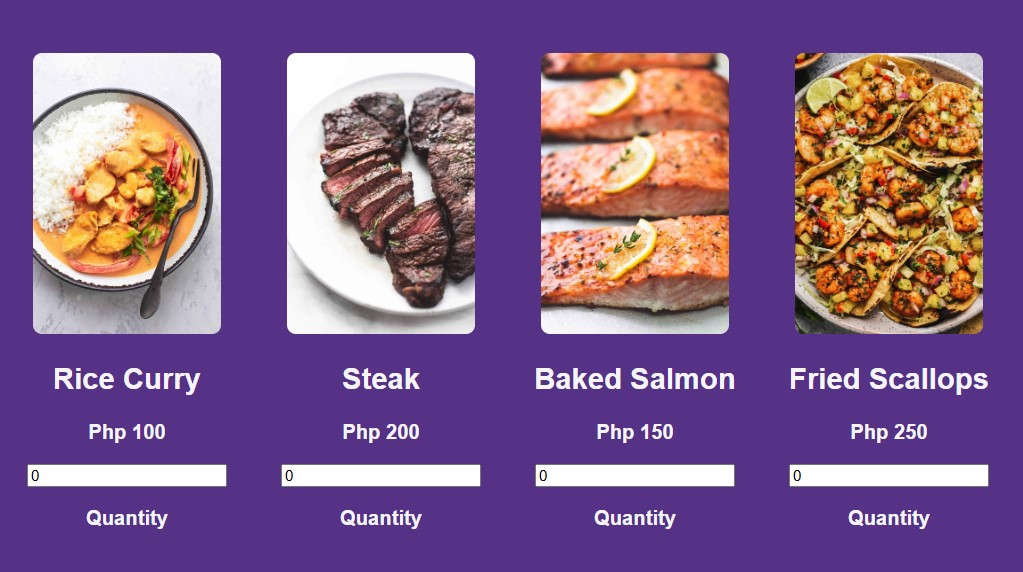 Rice Curry
Steak
Baked Salmon
Fried Scallops
Php 100
Php 200
Php 150
Php 250
0
0
0
0
Quantity
Quantity
Quantity
Quantity